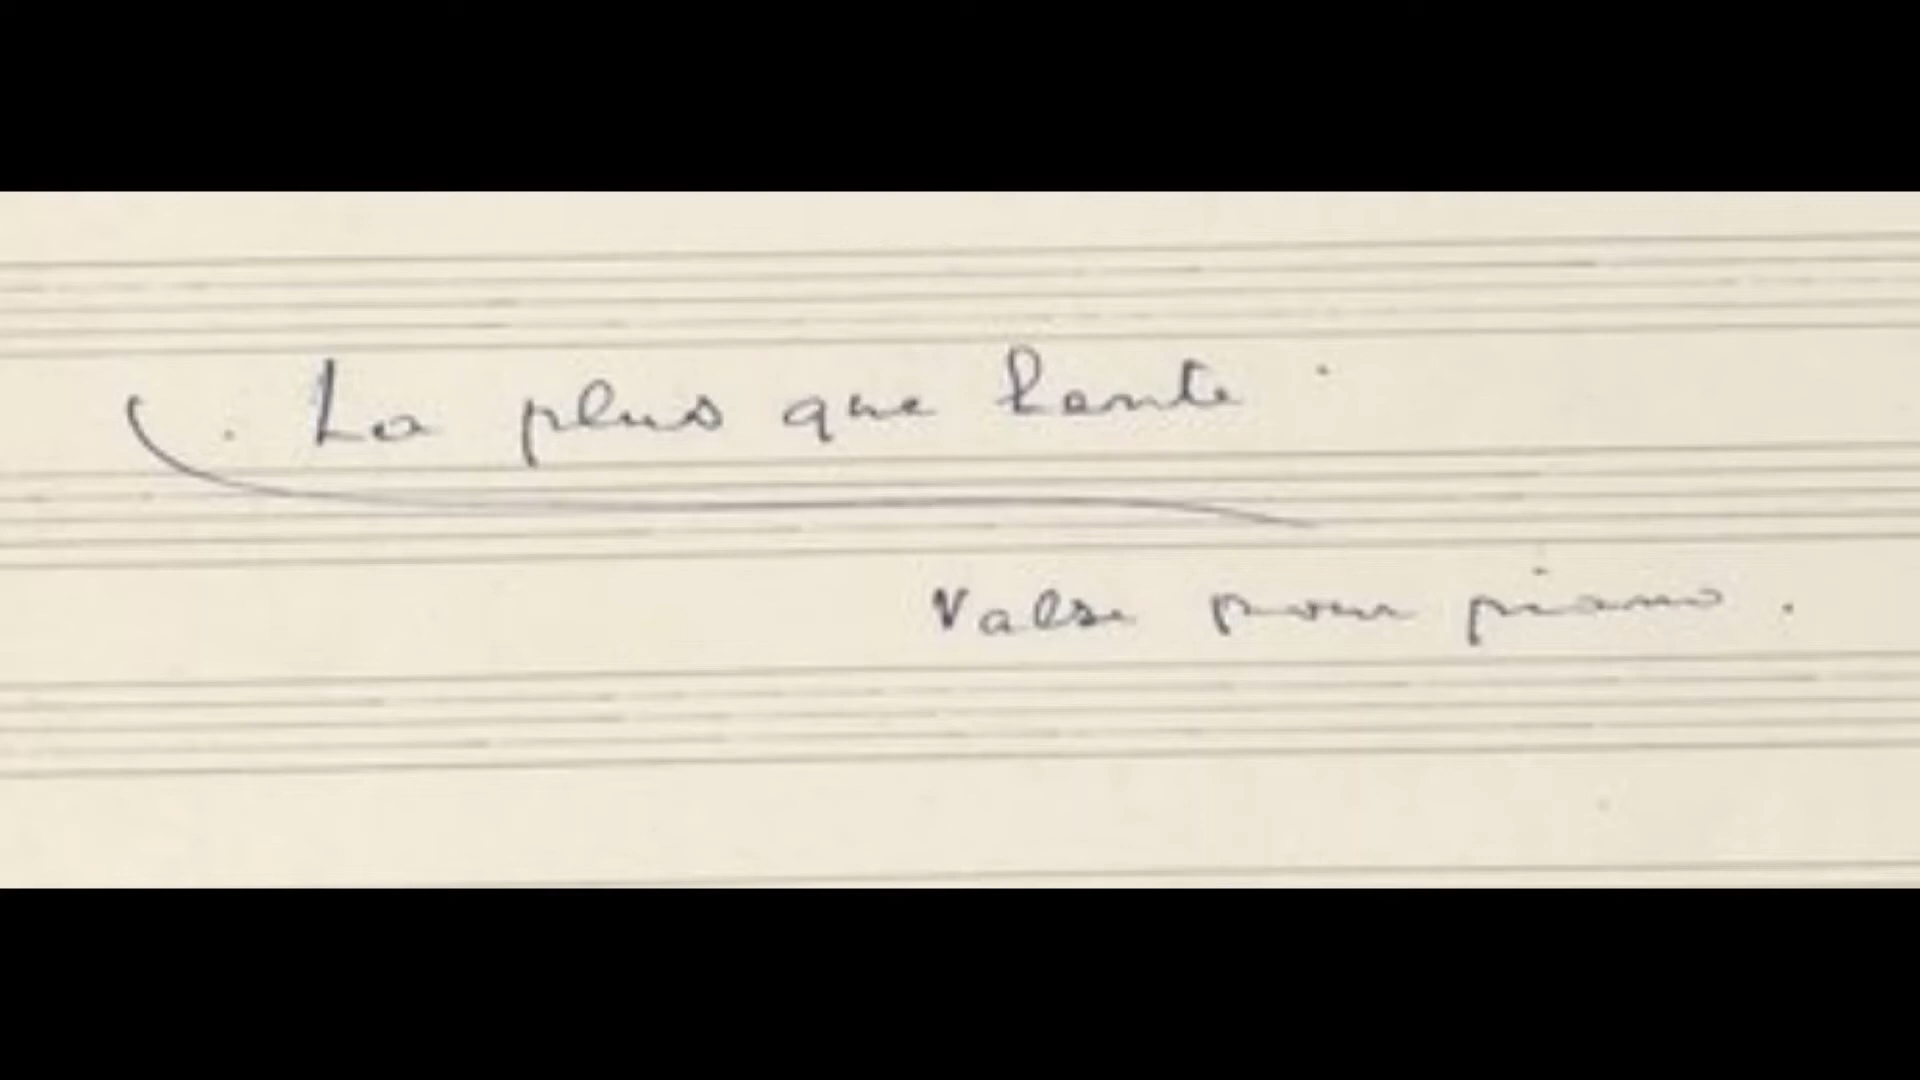 . La plus que lente .
Valse pour piano .